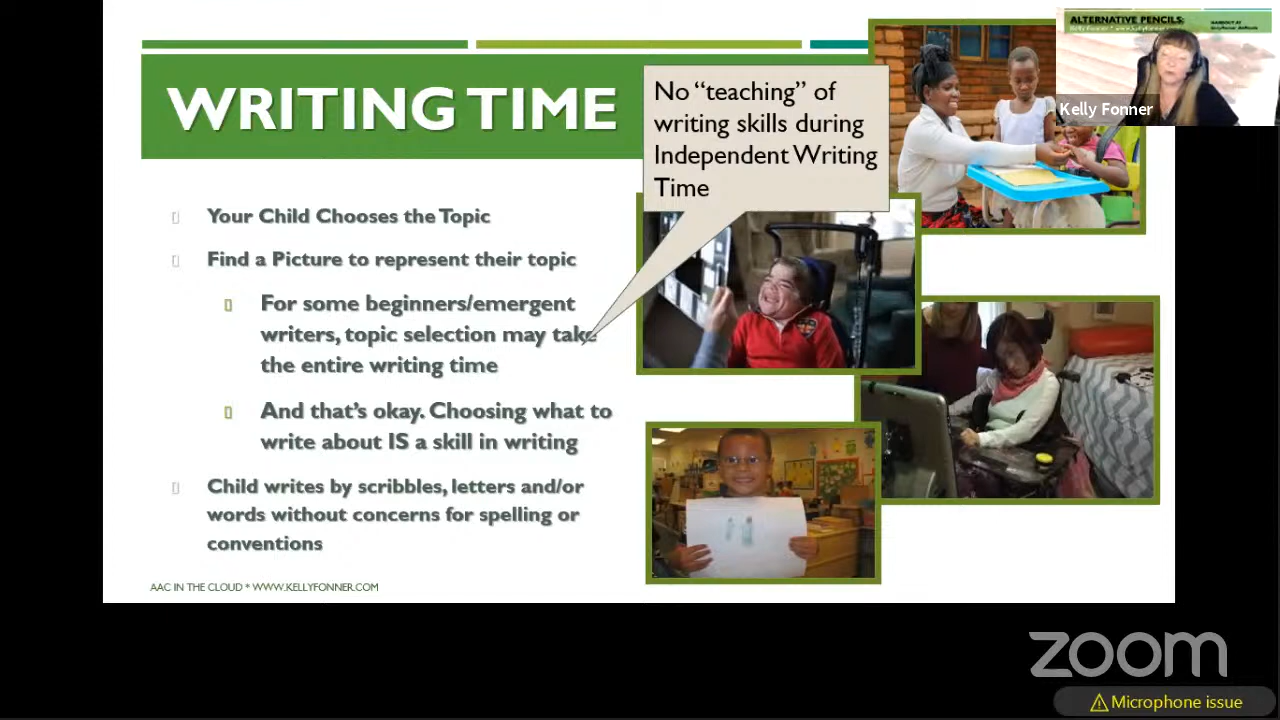 WRITING TIME
No “teaching” of
writing skills during
Independent Writing
Time
Your Child Chooses the Topic
Find a Picture to represent their topic
For some beginners/emergent
writers, topic selection may take
the entire writing time
And that’s okay. Choosing what to
write about IS a skill in writing
Child writes by scribbles, letters and/or
words without concerns for spelling or
conventions
AAC IN THE CLOUD * WWW.KELLYFONNER.COM
ALTERNATIVE PENCILS:
Kelly Fonner
zoom
Microphone issue